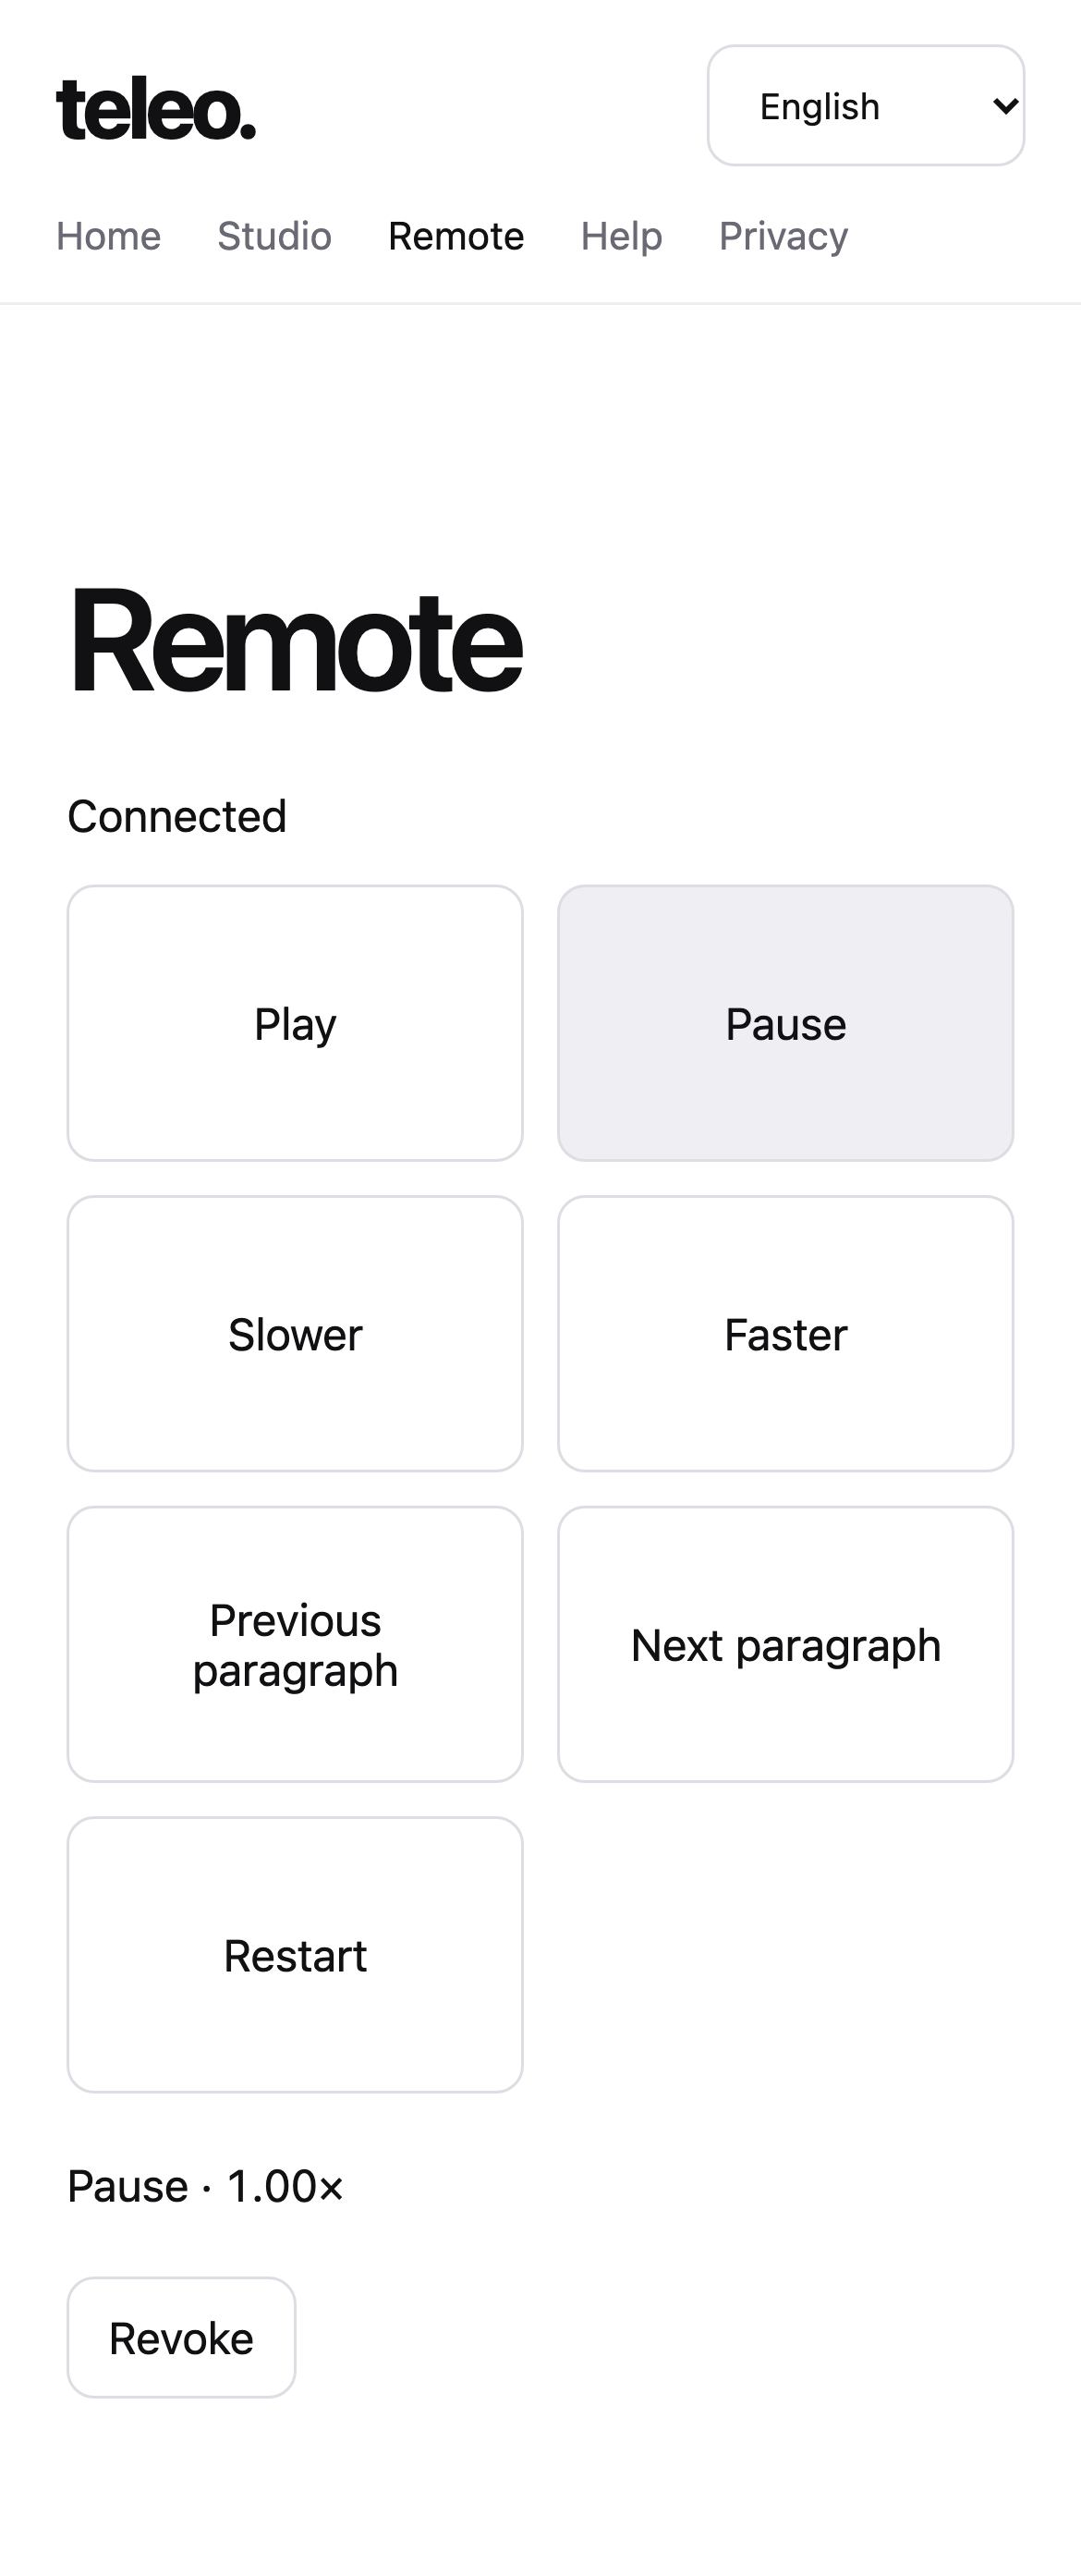 teleo.
English
Home Studio Remote Help Privacy
Remote
Connected
Play
Pause
Slower
Faster
Previous
paragraph
Next paragraph
Restart
Pause · 1.00×
Revoke